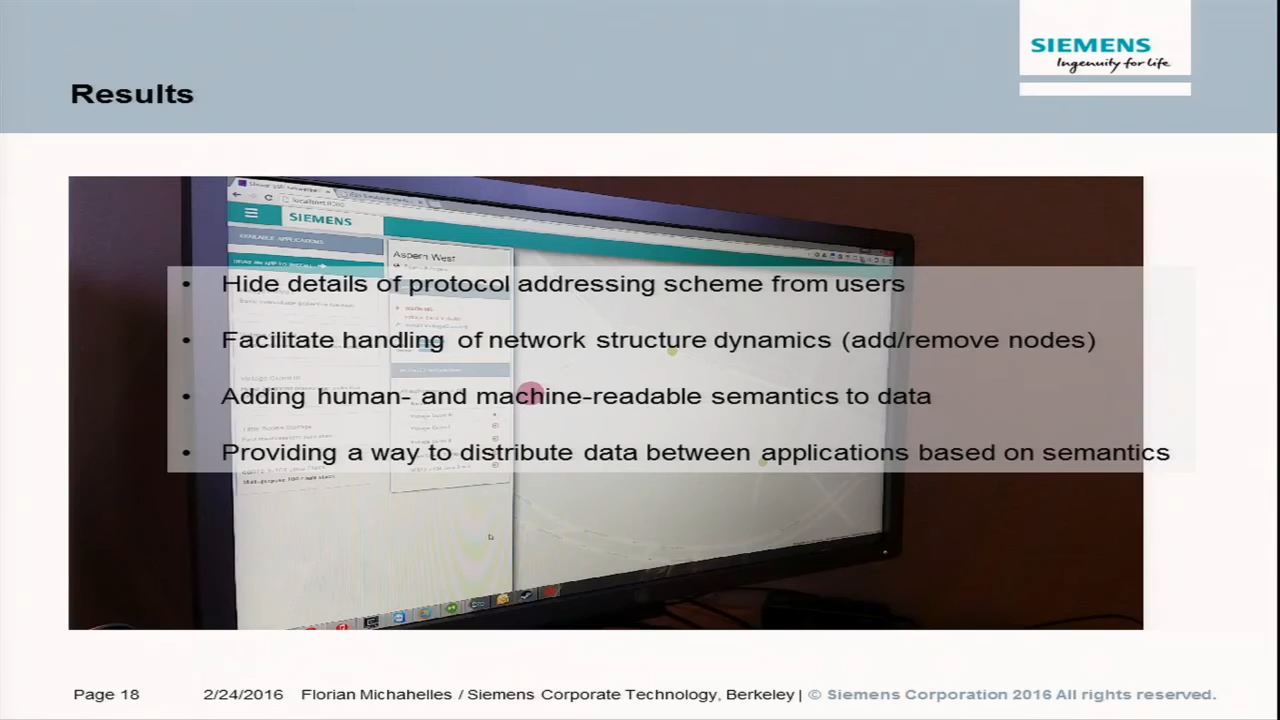 SIEMENS
Ingenuity for life
Results
SIEMENS
Aspern West
• Hide details of protocol addressing scheme from users
• Facilitate handling of network structure dynamics (add/remove nodes)
• Adding human- and machine-readable semantics to data
• Providing a way to distribute data between applications based on semantics
Page 18 2/24/2016 Florian Michahelles / Siemens Corporate Technology, Berkeley | © Siemens Corporation 2016 All rights reserved.